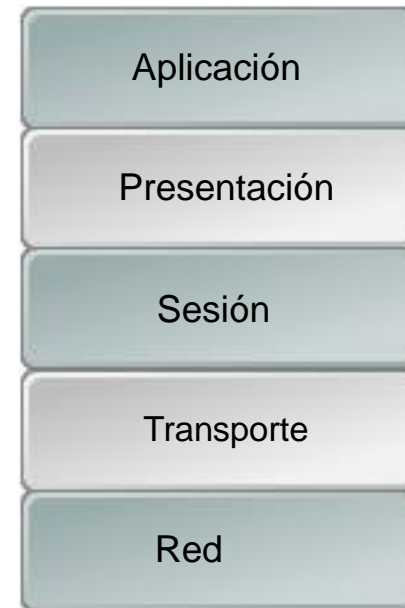 Aplicación
Presentación
Sesión
Transporte
Red